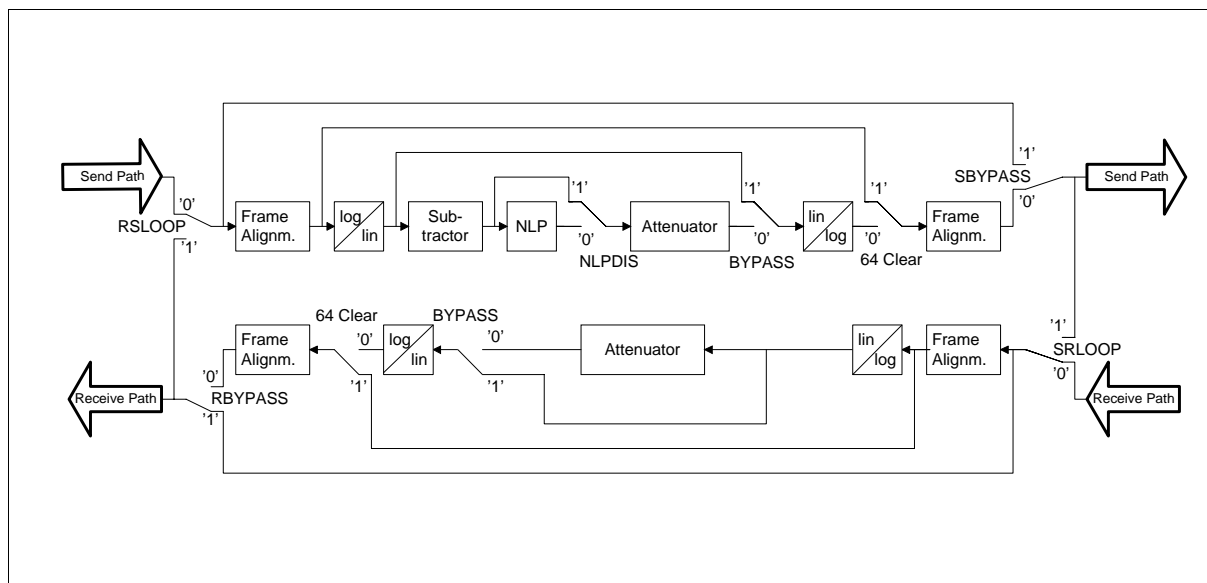 '1'
Send Path
SBYPASS
Send Path
'0'
'1'
'1'
'1'
'0'
RSLOOP
Frame
Alignm.
log
lin
Sub-
tractor
NLP
Attenuator
lin
log
Frame
Alignm.
'1'
'0'
NLPDIS
'0'
BYPASS
'0'
64 Clear
64 Clear
BYPASS
'1'
SRLOOP
'0'
Frame
Alignm.
'0'
log
lin
'0'
Attenuator
lin
log
Frame
Alignm.
'0'
RBYPASS
'1'
'1'
'1'
Receive Path
Receive Path